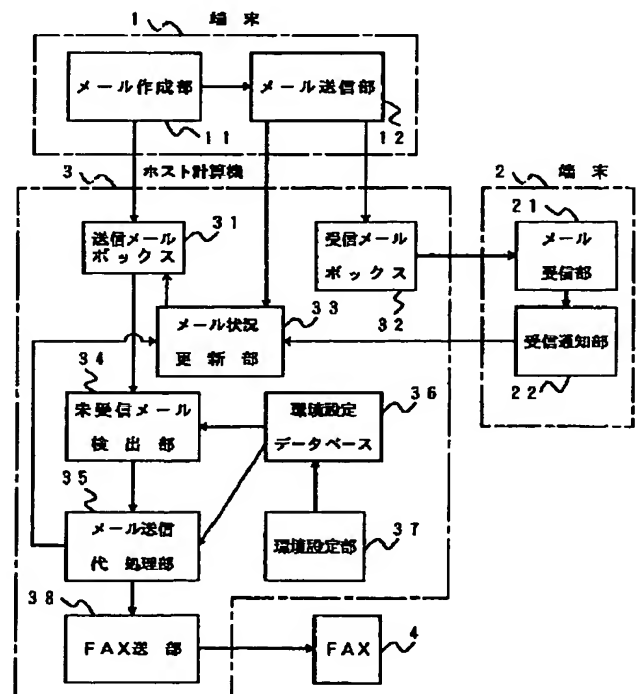 1 端 末
メール作成部
メール送信部
11
12
3 ホスト計算機
2 端 末
送信メール
ボックス
31
受信メール
ボックス
32
21
メール
受信部
メール状況
更 新 部
33
受信通知部
22
34
未受信メール
検 出 部
環境設定
データベース
36
35
メール送信
代 処理部
環境設定部
37
38
FAX送 部
FAX
4